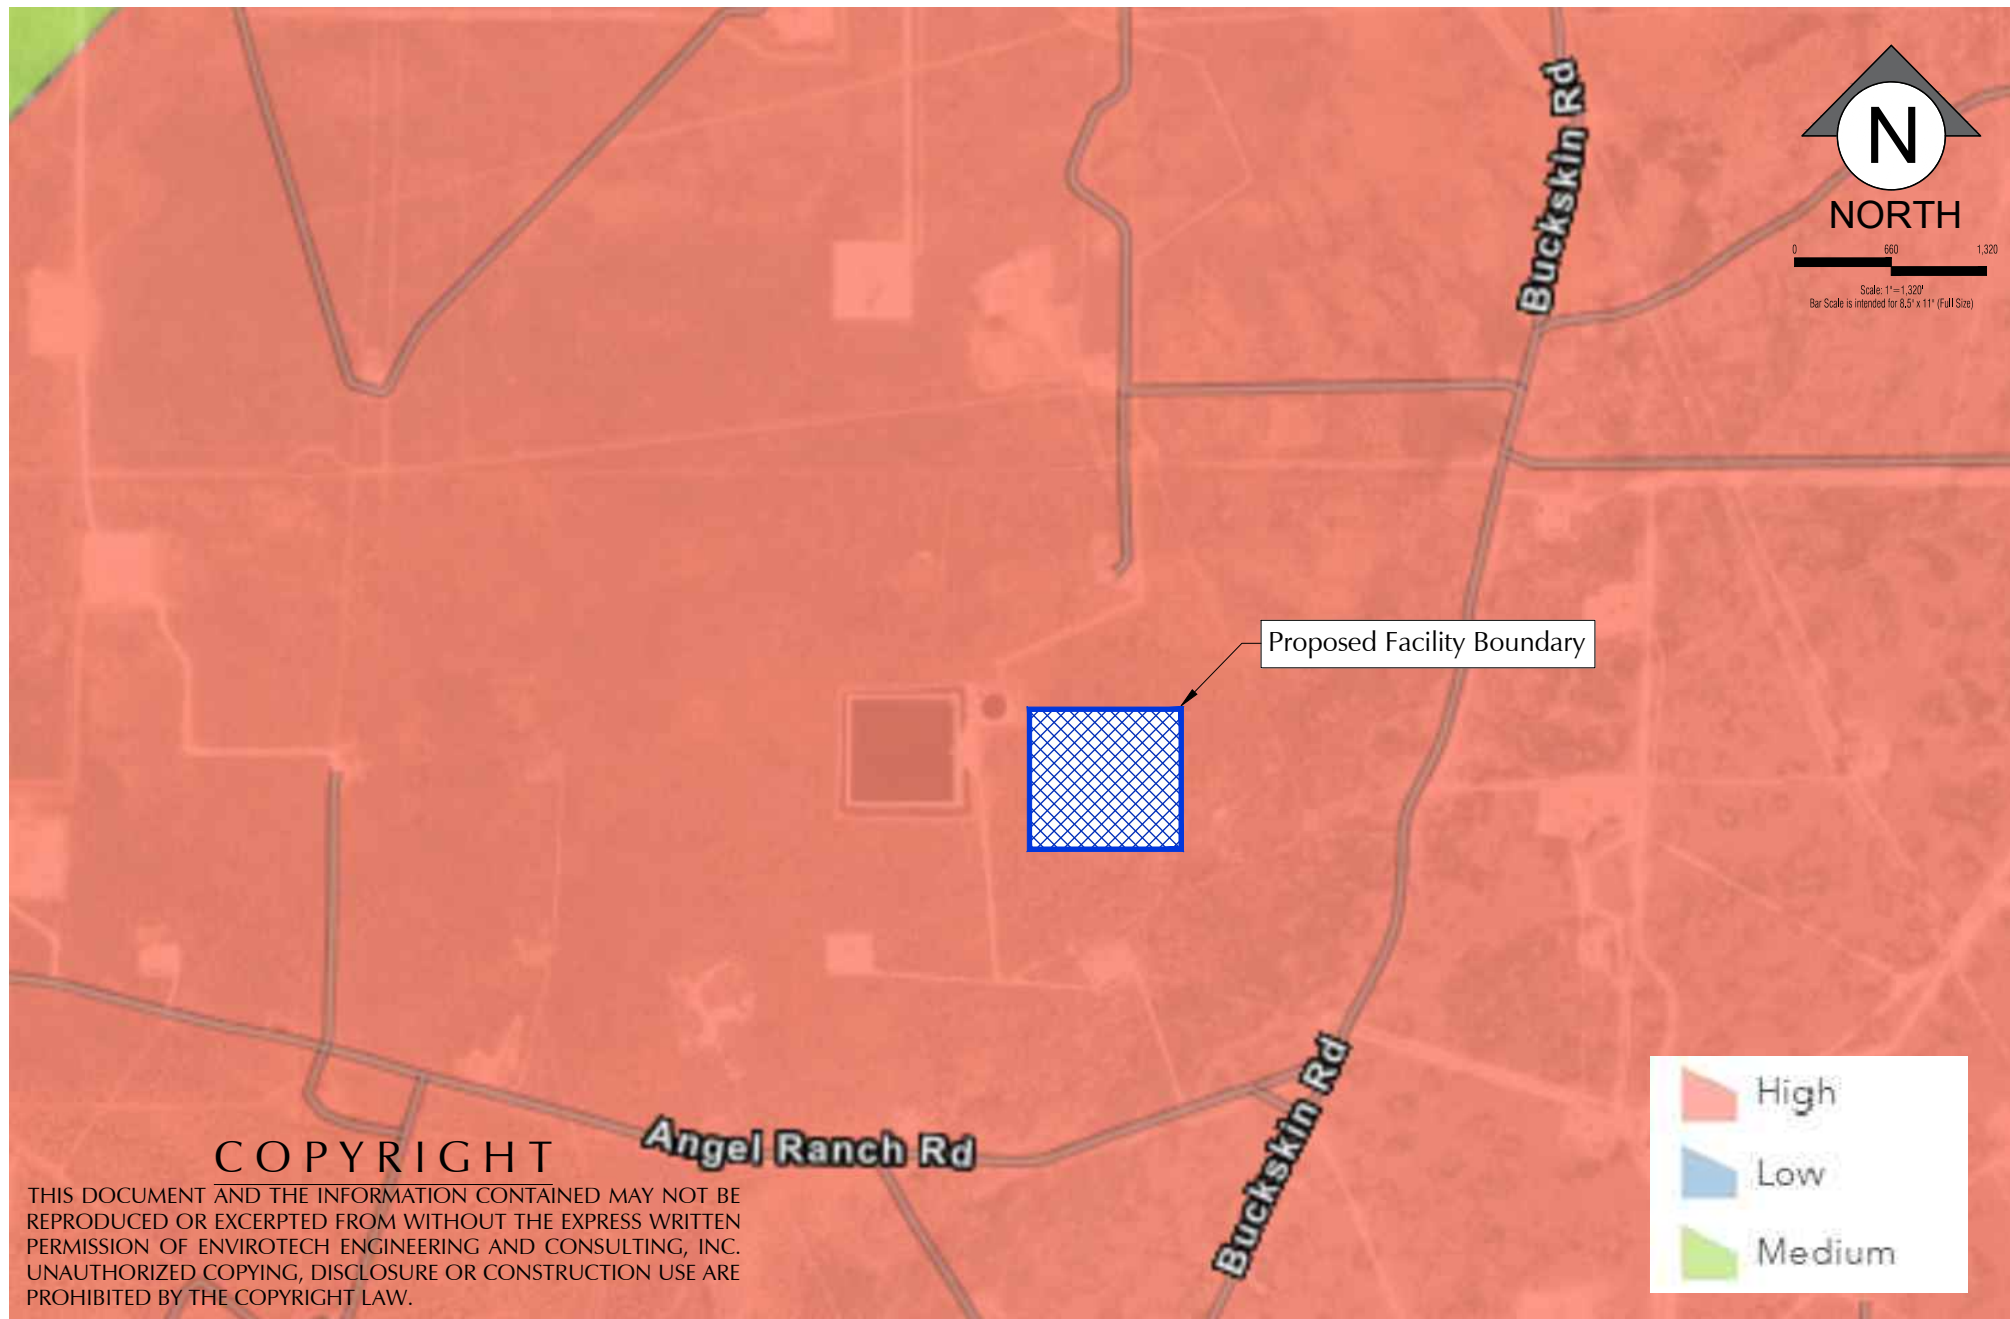 Buckskin Rd
N
NORTH
0 660 1,320
Scale: 1"=1,320'
Bar Scale is intended for 8.5" x 11" (Full Size)
Proposed Facility Boundary
Buckskin Rd
Angel Ranch Rd
High
Low
Medium
COPYRIGHT
THIS DOCUMENT AND THE INFORMATION CONTAINED MAY NOT BE
REPRODUCED OR EXCERPTED FROM WITHOUT THE EXPRESS WRITTEN
PERMISSION OF ENVIROTECH ENGINEERING AND CONSULTING, INC.
UNAUTHORIZED COPYING, DISCLOSURE OR CONSTRUCTION USE ARE
PROHIBITED BY THE COPYRIGHT LAW.